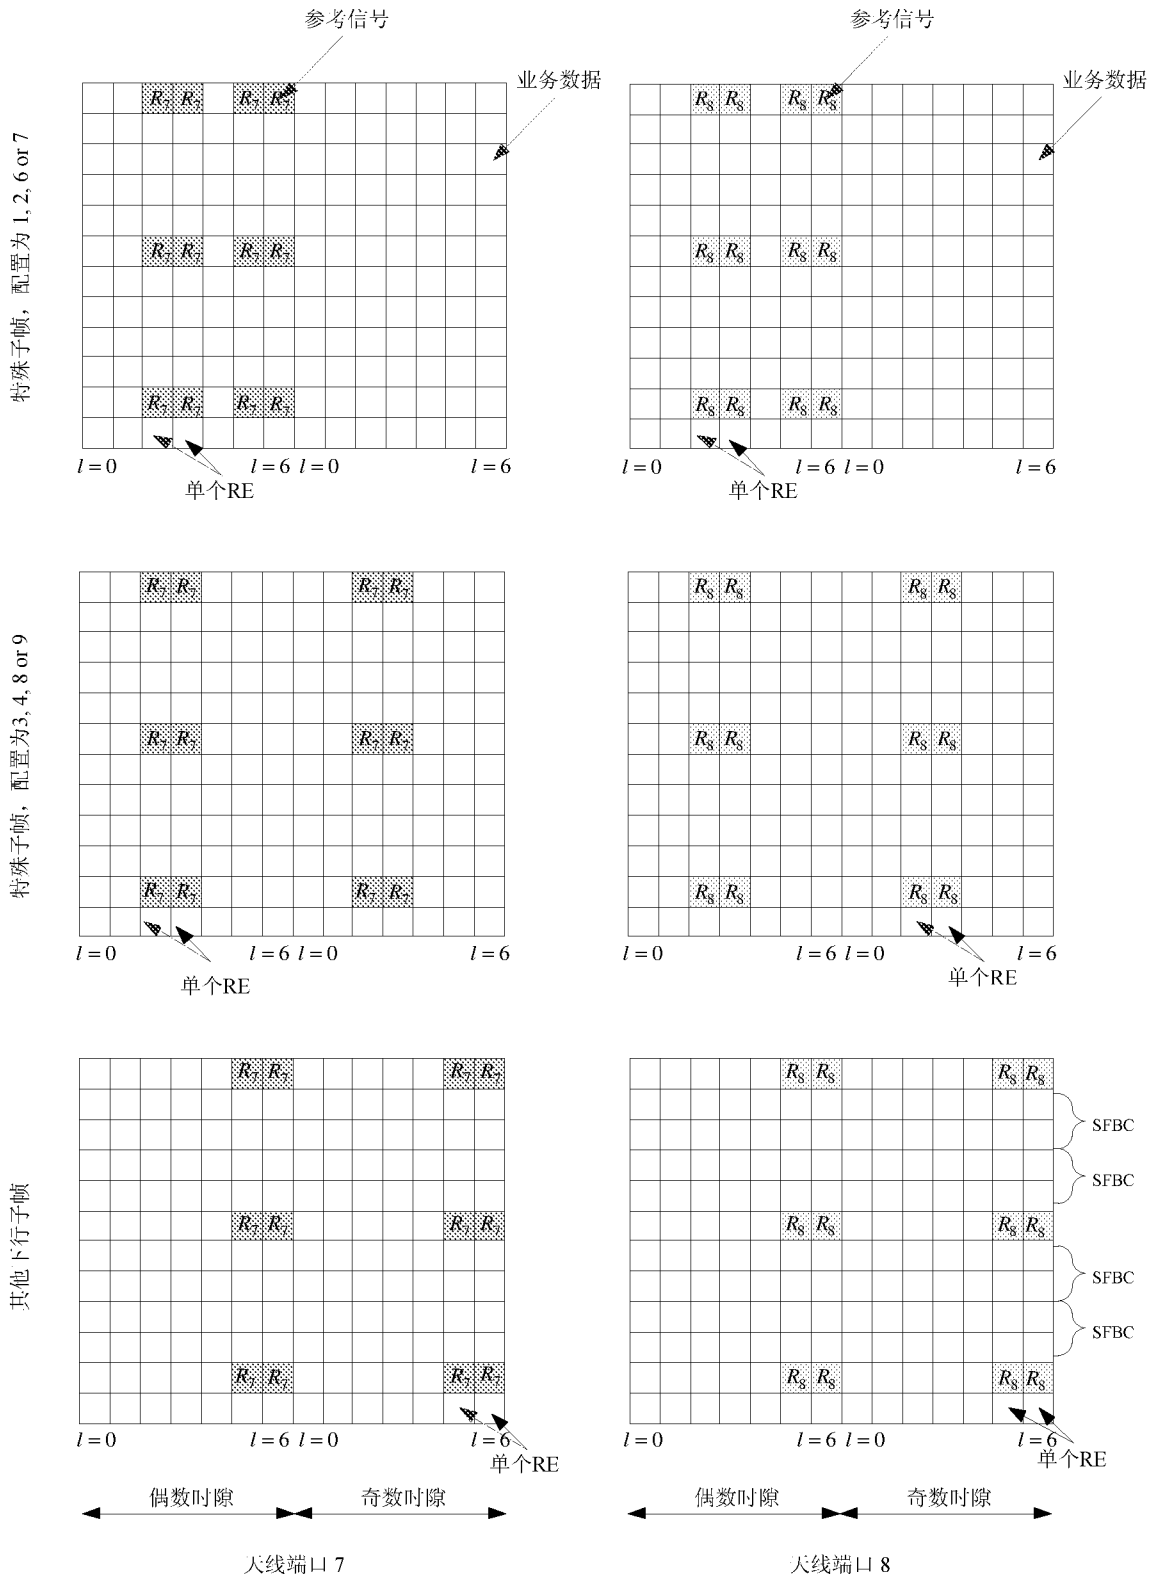 参考信号 参考信号
业务数据 业务数据
特殊子帧，配置为 1, 2, 6 or 7
R7 R7 R7 R7 R8 R8 R8 R8
R7 R7 R7 R7 R8 R8 R8 R8
R7 R7 R7 R7 R8 R8 R8 R8
l = 0 l = 6 l = 0 l = 6 l = 0 l = 6 l = 0 l = 6
单个RE 单个RE
特殊子帧，配置为3, 4, 8 or 9
R7 R7 R7 R7 R8 R8 R8 R8
R7 R7 R7 R7 R8 R8 R8 R8
R7 R7 R7 R7 R8 R8 R8 R8
l = 0 l = 6 l = 0 l = 6 l = 0 l = 6 l = 0 l = 6
单个RE 单个RE
其他下行子帧
R7 R7 R7 R7 R8 R8 R8 R8
SFBC
SFBC
R7 R7 R7 R7 R8 R8 R8 R8
SFBC
SFBC
R7 R7 R7 R7 R8 R8 R8 R8
l = 0 l = 6 l = 0 l = 6 l = 0 l = 6 l = 0 l = 6
单个RE 单个RE
偶数时隙 奇数时隙 偶数时隙 奇数时隙
天线端口 7 天线端口 8